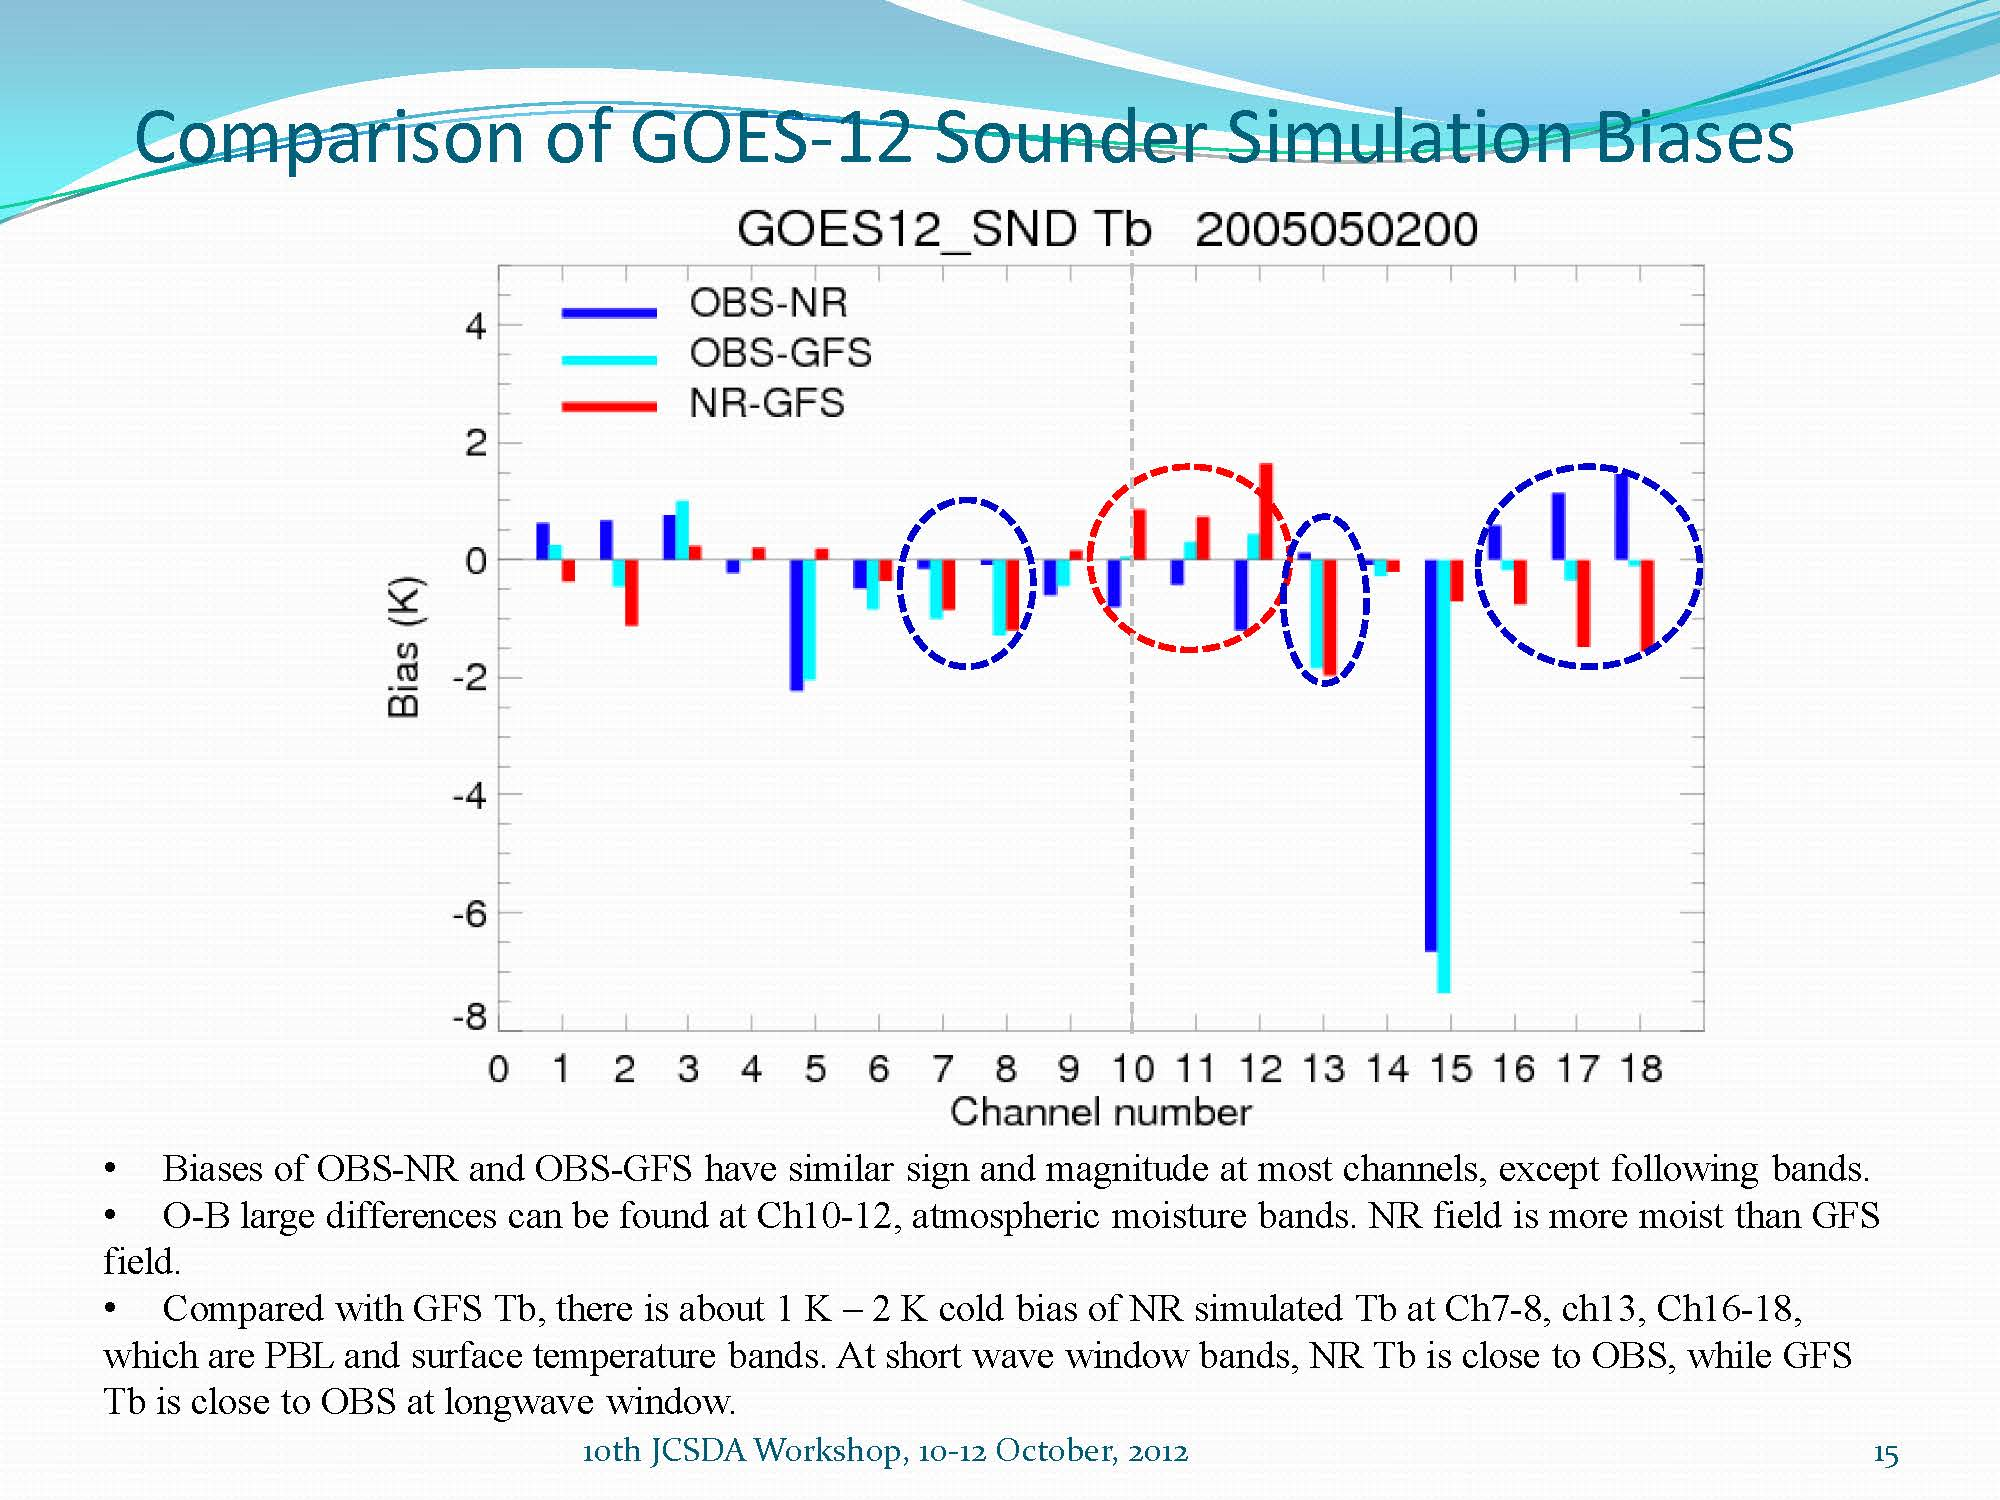 Comparison of GOES-12 Sounder Simulation Biases
GOES12_SND Tb 2005050200
OBS-NR
OBS-GFS
NR-GFS
4
2
0
-2
-4
-6
-8
Bias (K)
0 1 2 3 4 5 6 7 8 9 10 11 12 13 14 15 16 17 18
Channel number
• Biases of OBS-NR and OBS-GFS have similar sign and magnitude at most channels, except following bands.
• O-B large differences can be found at Ch10-12, atmospheric moisture bands. NR field is more moist than GFS
field.
• Compared with GFS Tb, there is about 1 K – 2 K cold bias of NR simulated Tb at Ch7-8, ch13, Ch16-18,
which are PBL and surface temperature bands. At short wave window bands, NR Tb is close to OBS, while GFS
Tb is close to OBS at longwave window.
10th JCSDA Workshop, 10-12 October, 2012
15